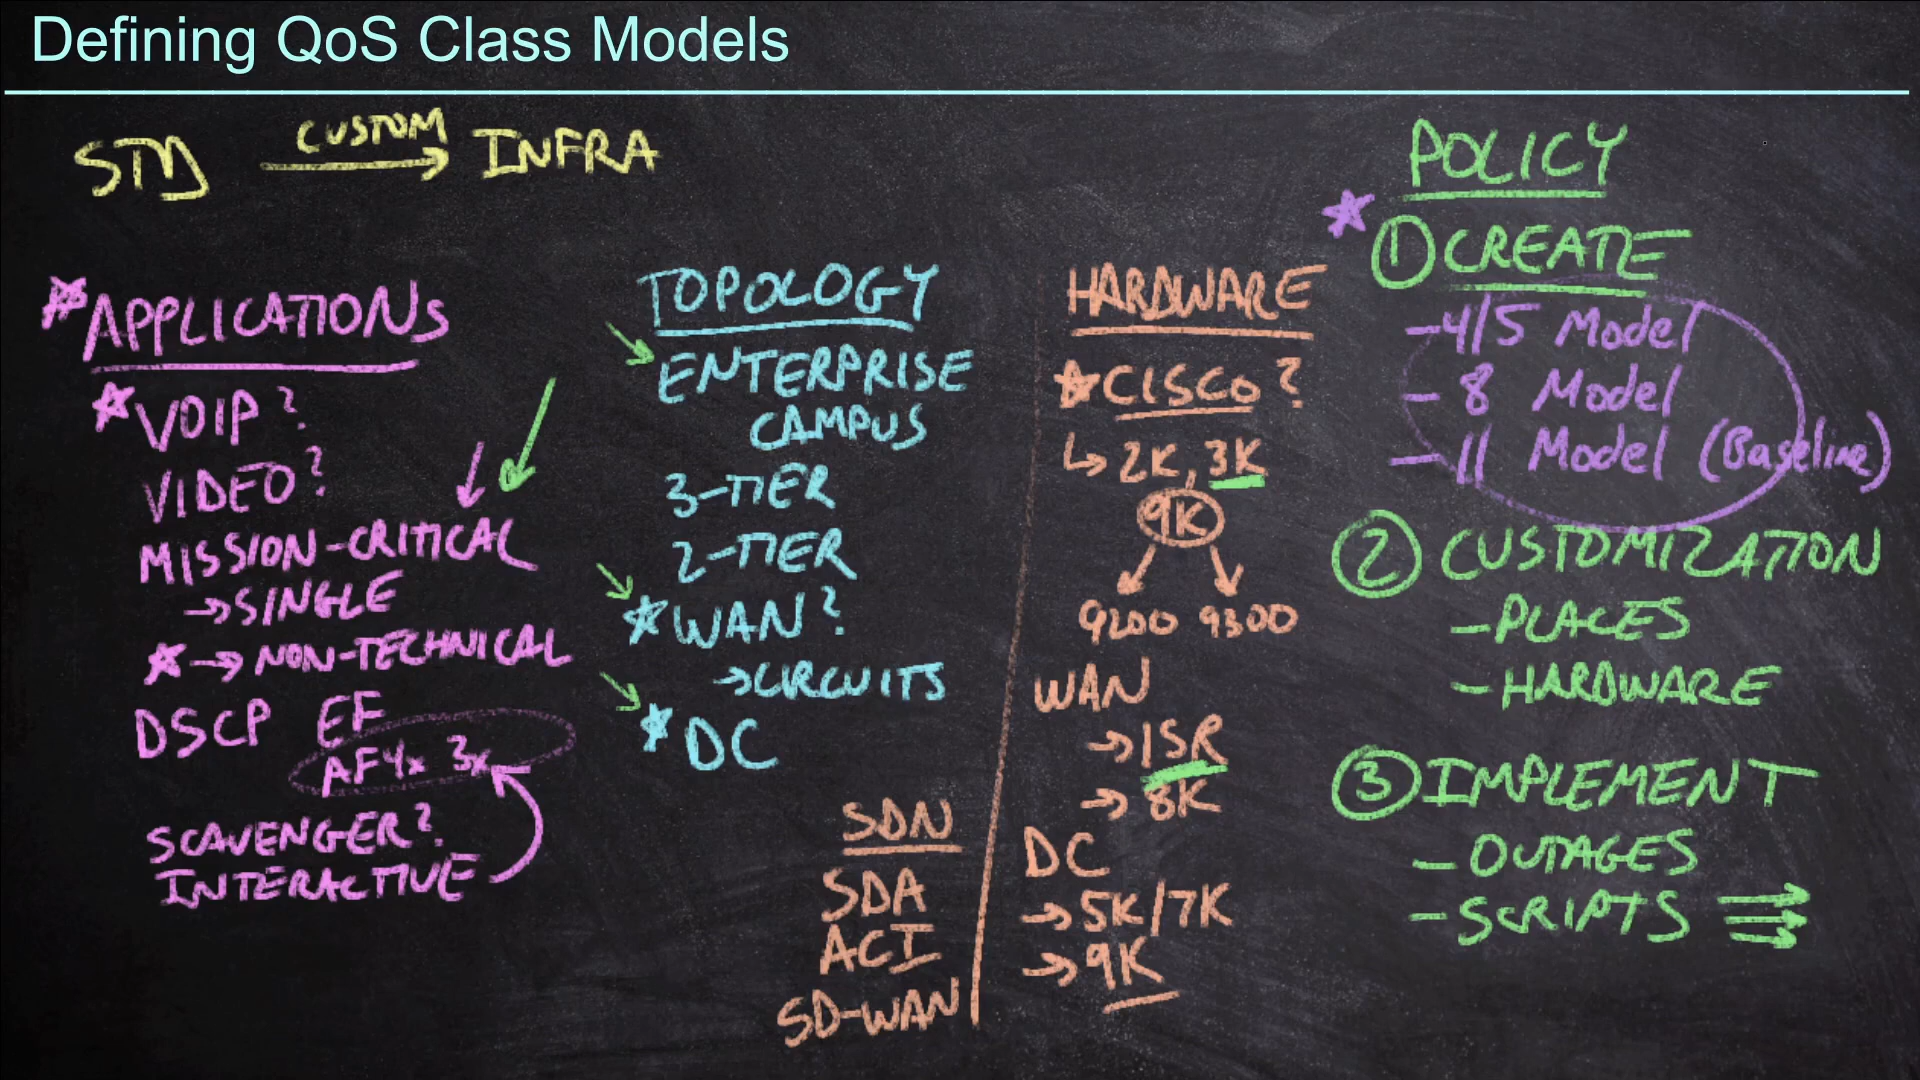 Defining QoS Class Models
STD CUSTOM → INFRA
APPLICATIONS
VOIP?
VIDEO?
MISSION-CRITICAL
→ SINGLE
→ NON-TECHNICAL
DSCP EF
AF4x 3x
SCAVENGER?
INTERACTIVE
TOPOLOGY
ENTERPRISE
CAMPUS
3-TIER
2-TIER
WAN?
→ CIRCUITS
DC
SDN
SDA
ACI
SD-WAN
HARDWARE
CISCO?
↳ 2K, 3K
9K
9200 9300
WAN
→ ISR
→ 8K
DC
→ 5K/7K
→ 9K
POLICY
① CREATE
- 4/5 Model
- 8 Model
- 11 Model (Baseline)
② CUSTOMIZATION
- PLACES
- HARDWARE
③ IMPLEMENT
- OUTAGES
- SCRIPTS